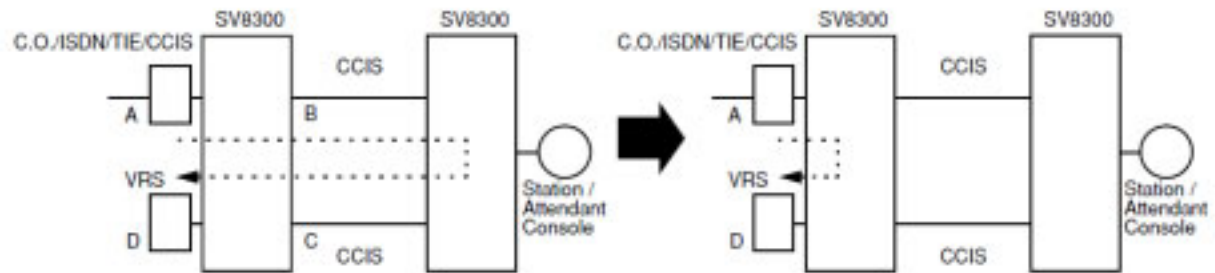 SV8300
SV8300
C.O./ISDN/TIE/CCIS
CCIS
A
B
VRS
D
C
CCIS
Station /
Attendant
Console
SV8300
SV8300
C.O./ISDN/TIE/CCIS
CCIS
A
VRS
D
CCIS
Station /
Attendant
Console